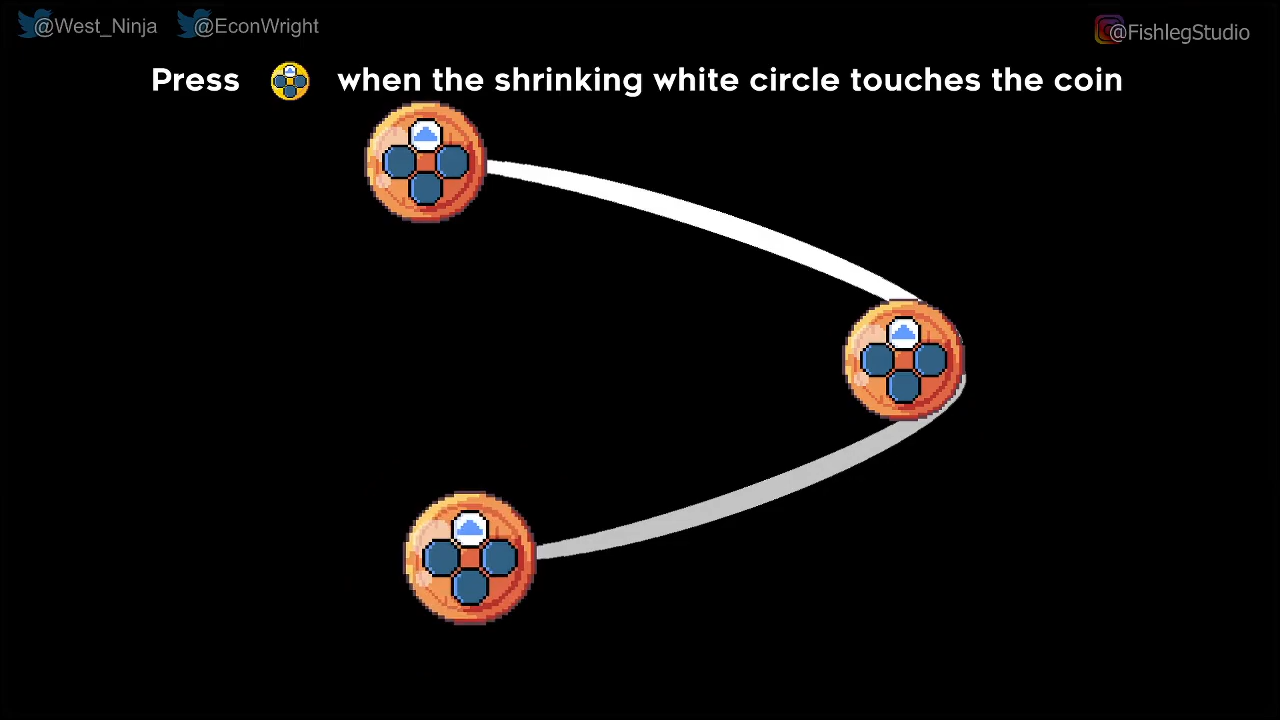 @West_Ninja @EconWright
@FishlegStudio
Press when the shrinking white circle touches the coin